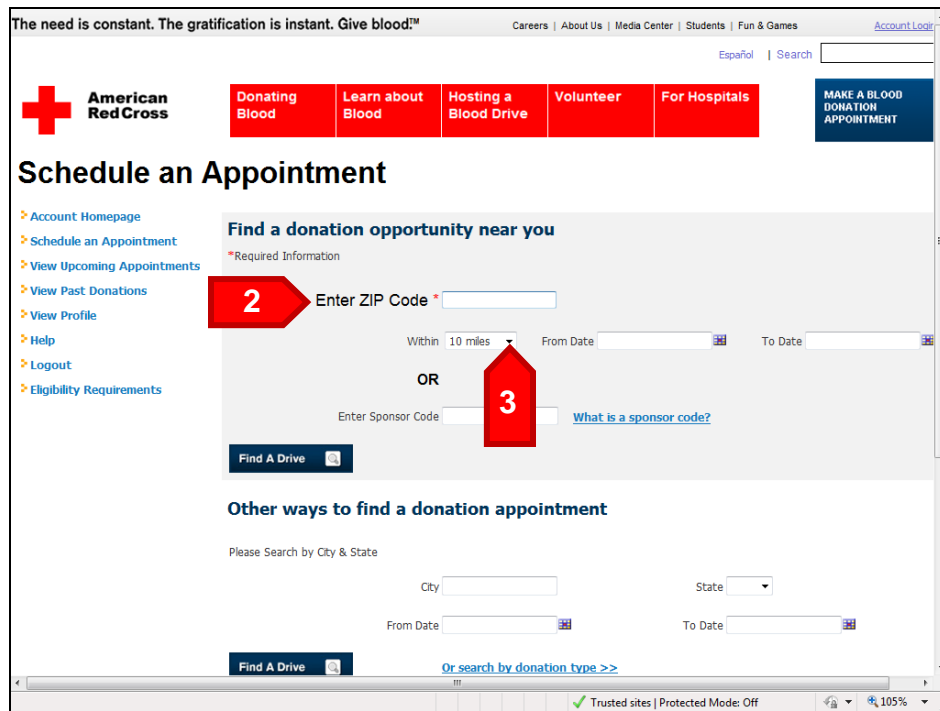 The need is constant. The gratification is instant. Give blood.™
Careers | About Us | Media Center | Students | Fun & Games
Account Login
Español | Search
American
Red Cross
Donating
Blood
Learn about
Blood
Hosting a
Blood Drive
Volunteer
For Hospitals
MAKE A BLOOD
DONATION
APPOINTMENT
Schedule an Appointment
Account Homepage
Schedule an Appointment
View Upcoming Appointments
View Past Donations
View Profile
Help
Logout
Eligibility Requirements
Find a donation opportunity near you
*Required Information
2
Enter ZIP Code *
Within 10 miles From Date To Date
OR
3
Enter Sponsor Code What is a sponsor code?
Find A Drive
Other ways to find a donation appointment
Please Search by City & State
City State
From Date To Date
Find A Drive Or search by donation type >>
Trusted sites | Protected Mode: Off 105%